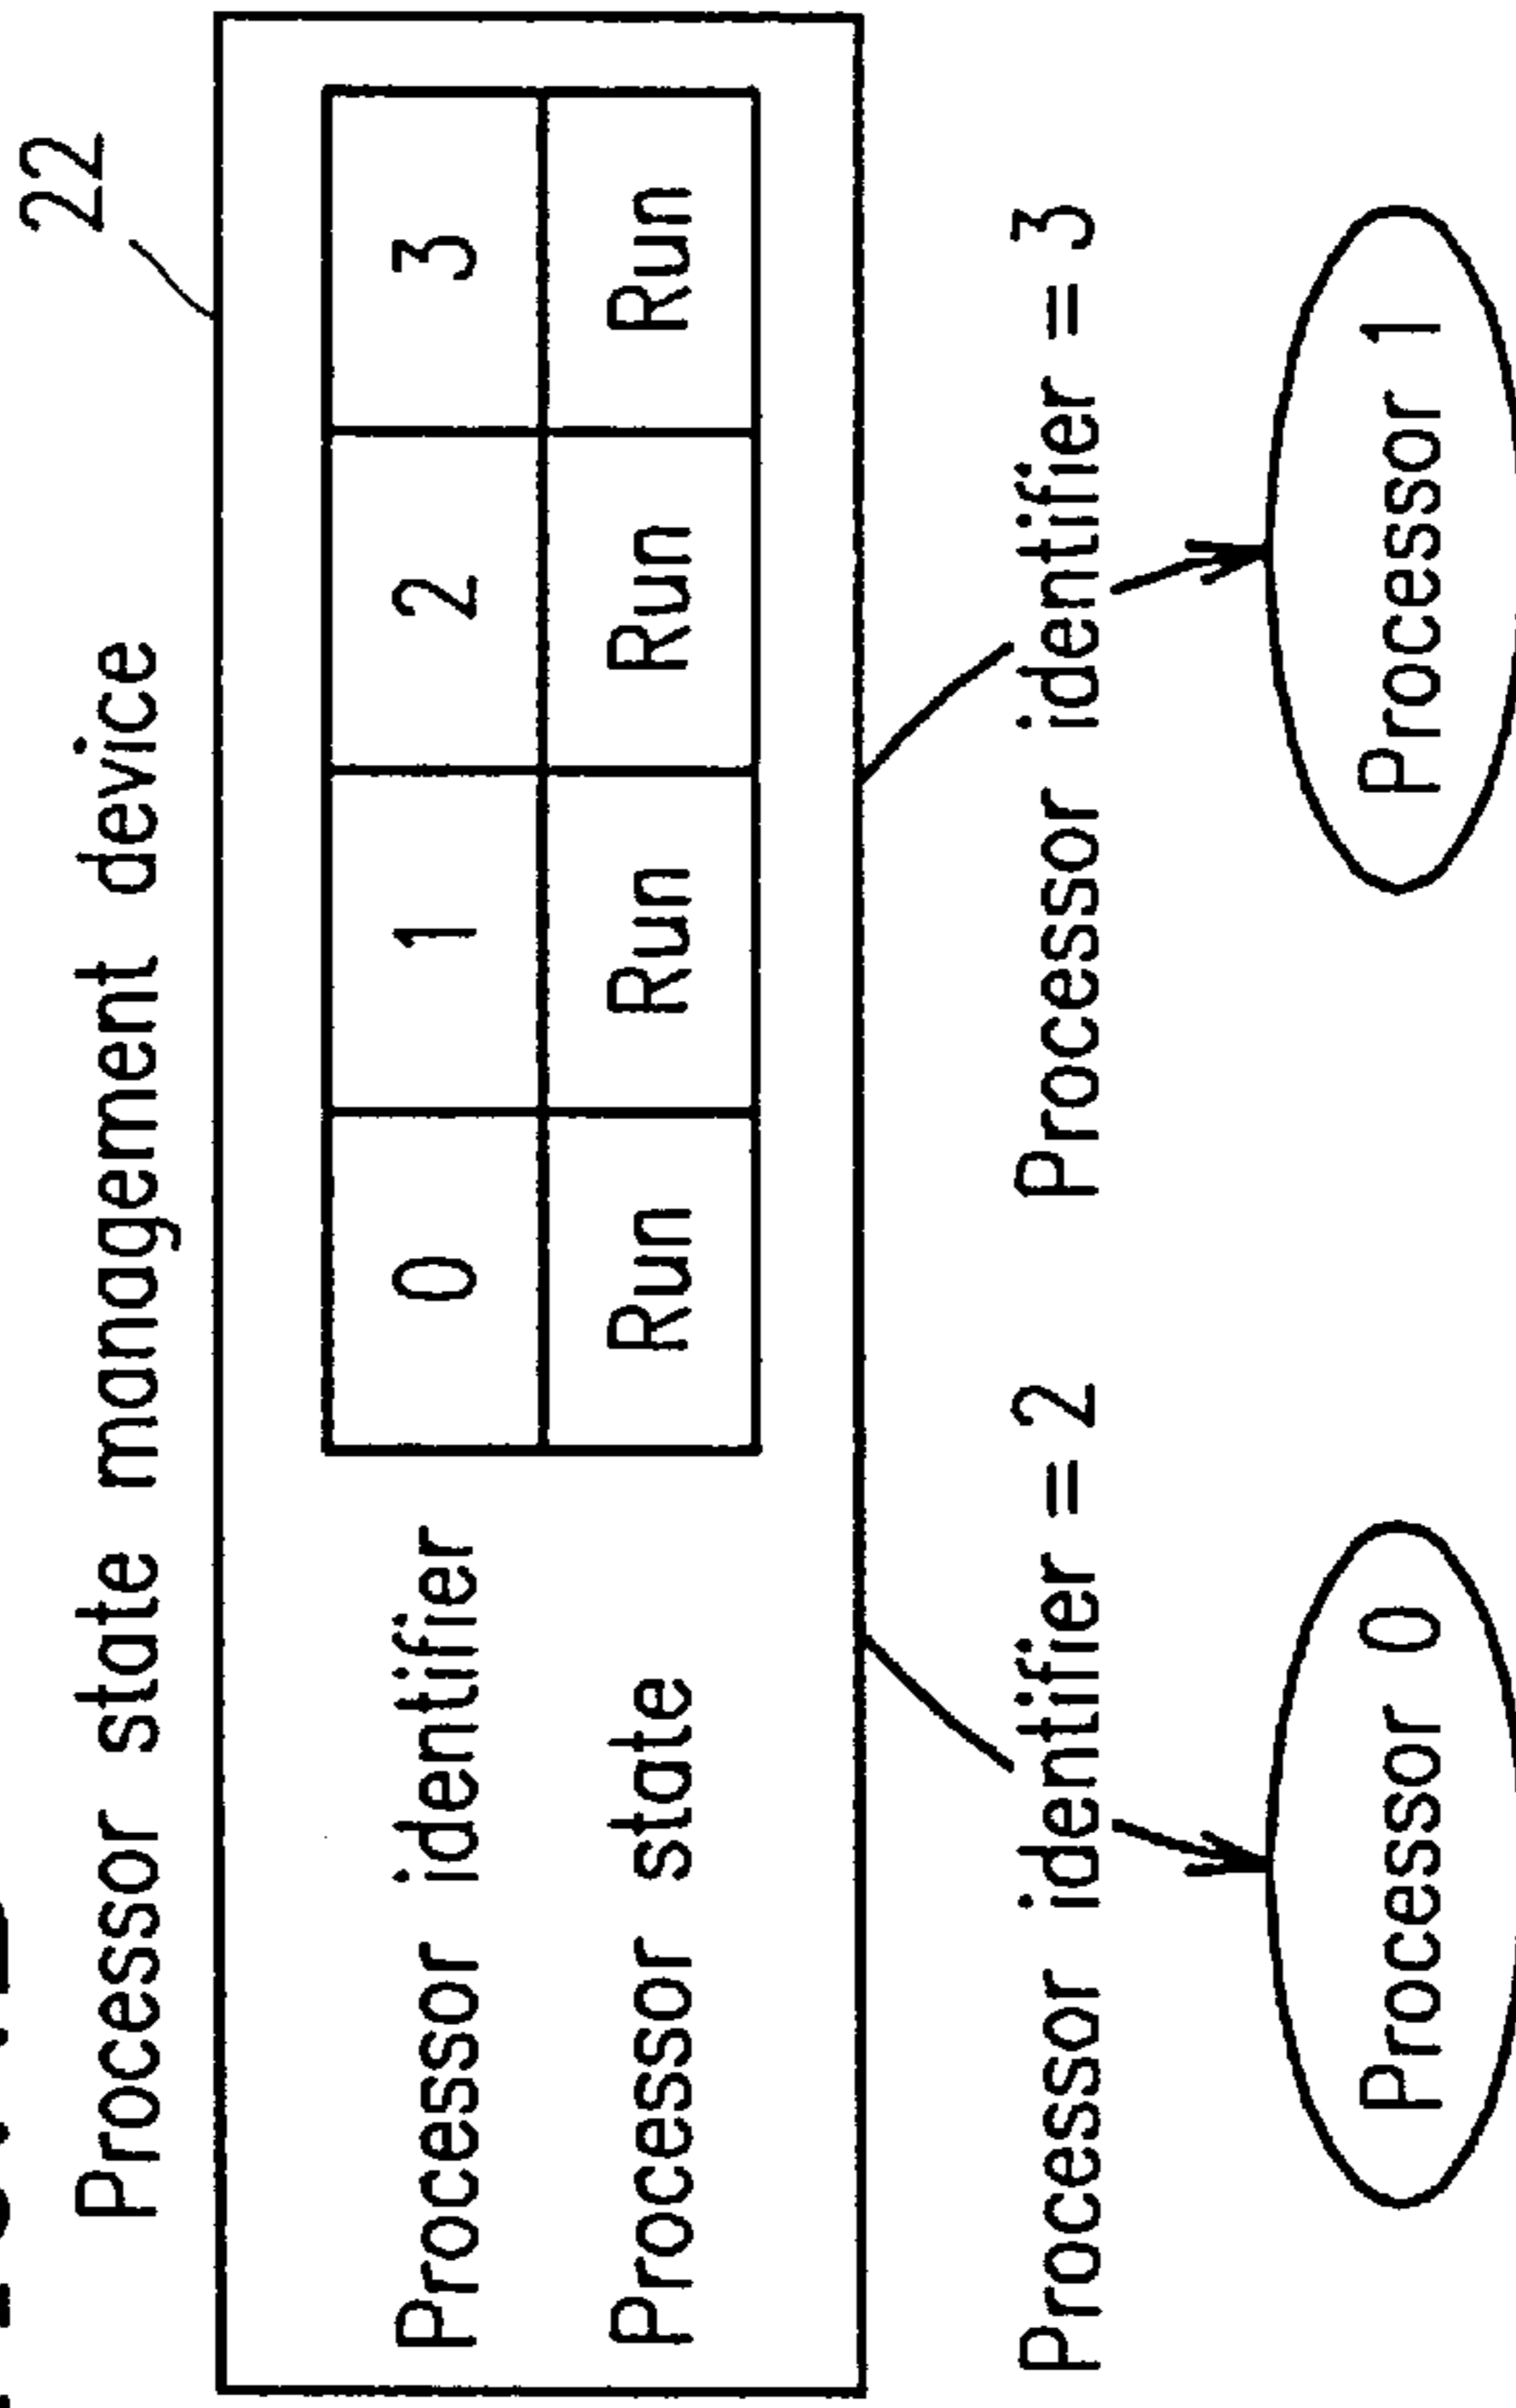 22
Processor state management device
Processor identifier 0 1 2 3
Processor state Run Run Run Run
Processor identifier = 2 Processor identifier = 3
Processor 0 Processor 1